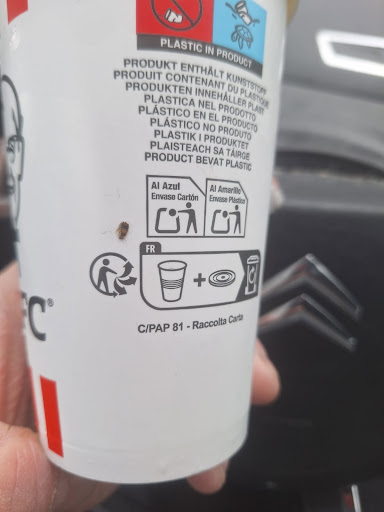 PLASTIC IN PRODUCT
PRODUKT ENTHÄLT KUNSTSTOFF
PRODUIT CONTENANT DU PLASTIQUE
PRODUKTEN INNEHÅLLER PLAST
PLASTICA NEL PRODOTTO
PLÁSTICO EN EL PRODUCTO
PLÁSTICO NO PRODUTO
PLASTIK I PRODUKTET
PLAISTEACH SA TÁIRGE
PRODUCT BEVAT PLASTIC
Al Azul
Envase Cartón
Al Amarillo
Envase Plástico
FR
+
FC®
C/PAP 81 - Raccolta Carta